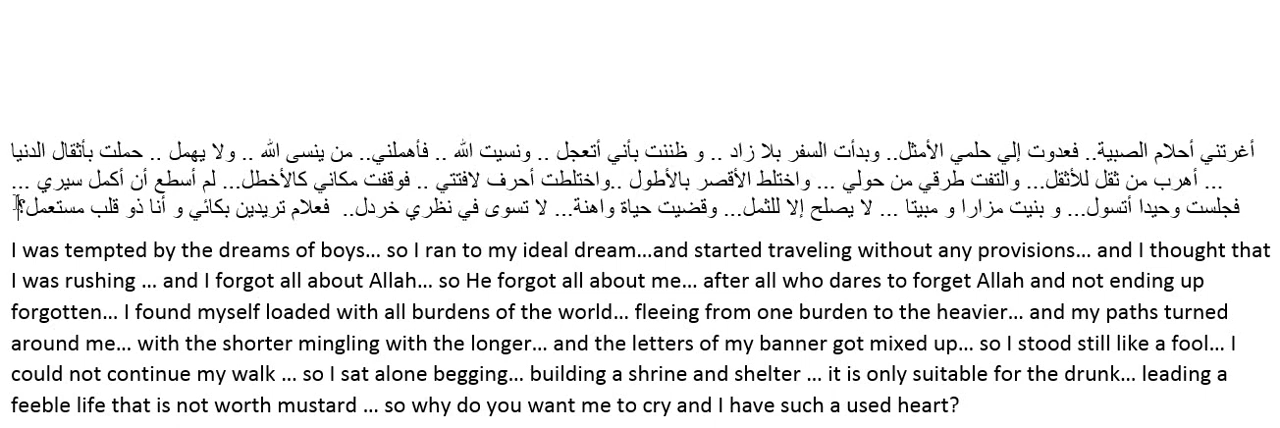 أغرتني أحلام الصبية.. فعدوت إلي حلمي الأمثل.. وبدأت السفر بلا زاد .. و ظننت بأني أتعجل .. ونسيت الله .. فأهملني.. من ينسى الله .. ولا يهمل .. حملت بأثقال الدنيا
... أهرب من ثقل للأثقل... والتفت طرقي من حولي ... واختلط الأقصر بالأطول ..واختلطت أحرف لافتتي .. فوقفت مكاني كالأخطل... لم أسطع أن أكمل سيري ...
فجلست وحيدا أتسول... و بنيت مزارا و مبيتا ... لا يصلح إلا للثمل... وقضيت حياة واهنة... لا تسوى في نظري خردل.. فعلام تريدين بكائي و أنا ذو قلب مستعمل؟!
I was tempted by the dreams of boys... so I ran to my ideal dream...and started traveling without any provisions... and I thought that
I was rushing ... and I forgot all about Allah... so He forgot all about me... after all who dares to forget Allah and not ending up
forgotten... I found myself loaded with all burdens of the world... fleeing from one burden to the heavier... and my paths turned
around me... with the shorter mingling with the longer... and the letters of my banner got mixed up... so I stood still like a fool... I
could not continue my walk ... so I sat alone begging... building a shrine and shelter ... it is only suitable for the drunk... leading a
feeble life that is not worth mustard ... so why do you want me to cry and I have such a used heart?